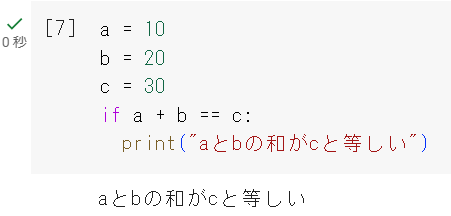 [7] a = 10
b = 20
c = 30
if a + b == c:
  print("aとbの和がcと等しい")
0 秒
aとbの和がcと等しい